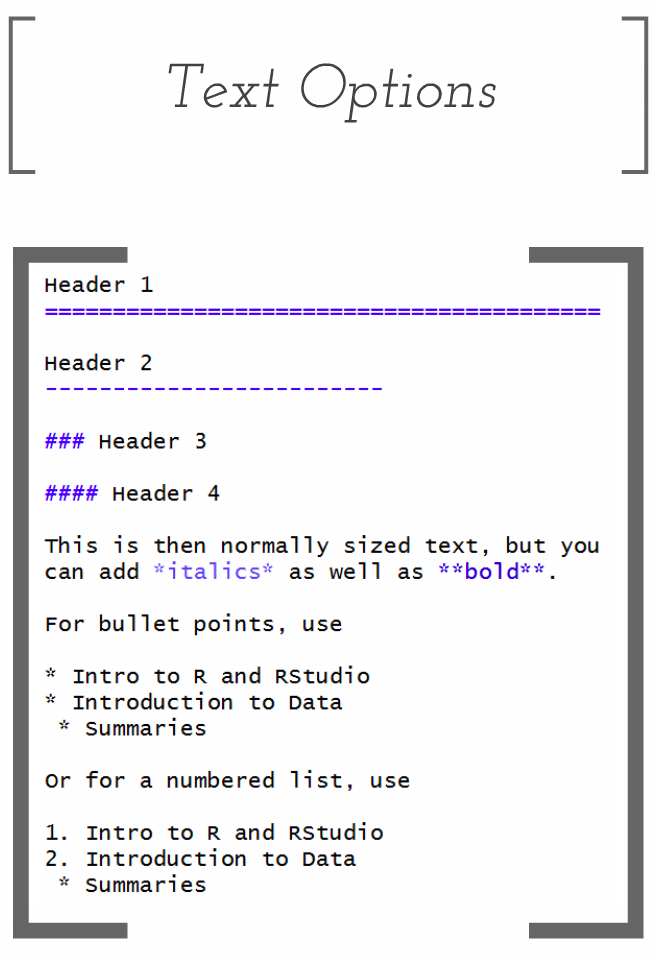 Text Options
Header 1
=========================================
Header 2
-------------------------
### Header 3
#### Header 4
This is then normally sized text, but you
can add *italics* as well as **bold**.
For bullet points, use
* Intro to R and RStudio
* Introduction to Data
 * Summaries
Or for a numbered list, use
1. Intro to R and RStudio
2. Introduction to Data
 * Summaries